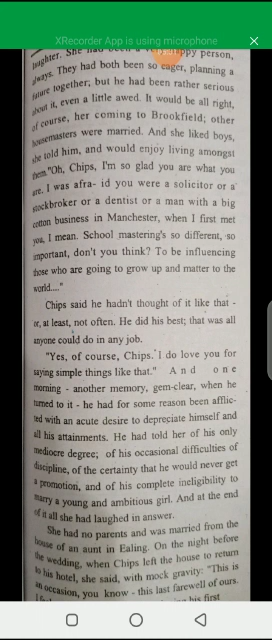 XRecorder App is using microphone
laughter. She had been a happy person,
always. They had both been so eager, planning a
future together; but he had been rather serious
about it, even a little awed. It would be all right,
of course, her coming to Brookfield; other
housemasters were married. And she liked boys,
she told him, and would enjoy living amongst
them "Oh, Chips, I'm so glad you are what you
are. I was afra- id you were a solicitor or a
stockbroker or a dentist or a man with a big
cotton business in Manchester, when I first met
you, I mean. School mastering's so different, so
important, don't you think? To be influencing
those who are going to grow up and matter to the
world...."
Chips said he hadn't thought of it like that -
or, at least, not often. He did his best; that was all
anyone could do in any job.
"Yes, of course, Chips. I do love you for
saying simple things like that." And one
morning - another memory, gem-clear, when he
turned to it - he had for some reason been afflic-
ted with an acute desire to depreciate himself and
all his attainments. He had told her of his only
mediocre degree; of his occasional difficulties of
discipline, of the certainty that he would never get
a promotion, and of his complete ineligibility to
marry a young and ambitious girl. And at the end
of it all she had laughed in answer.
She had no parents and was married from the
house of an aunt in Ealing. On the night before
the wedding, when Chips left the house to return
to his hotel, she said, with mock gravity: "This is
an occasion, you know - this last farewell of ours.
his first